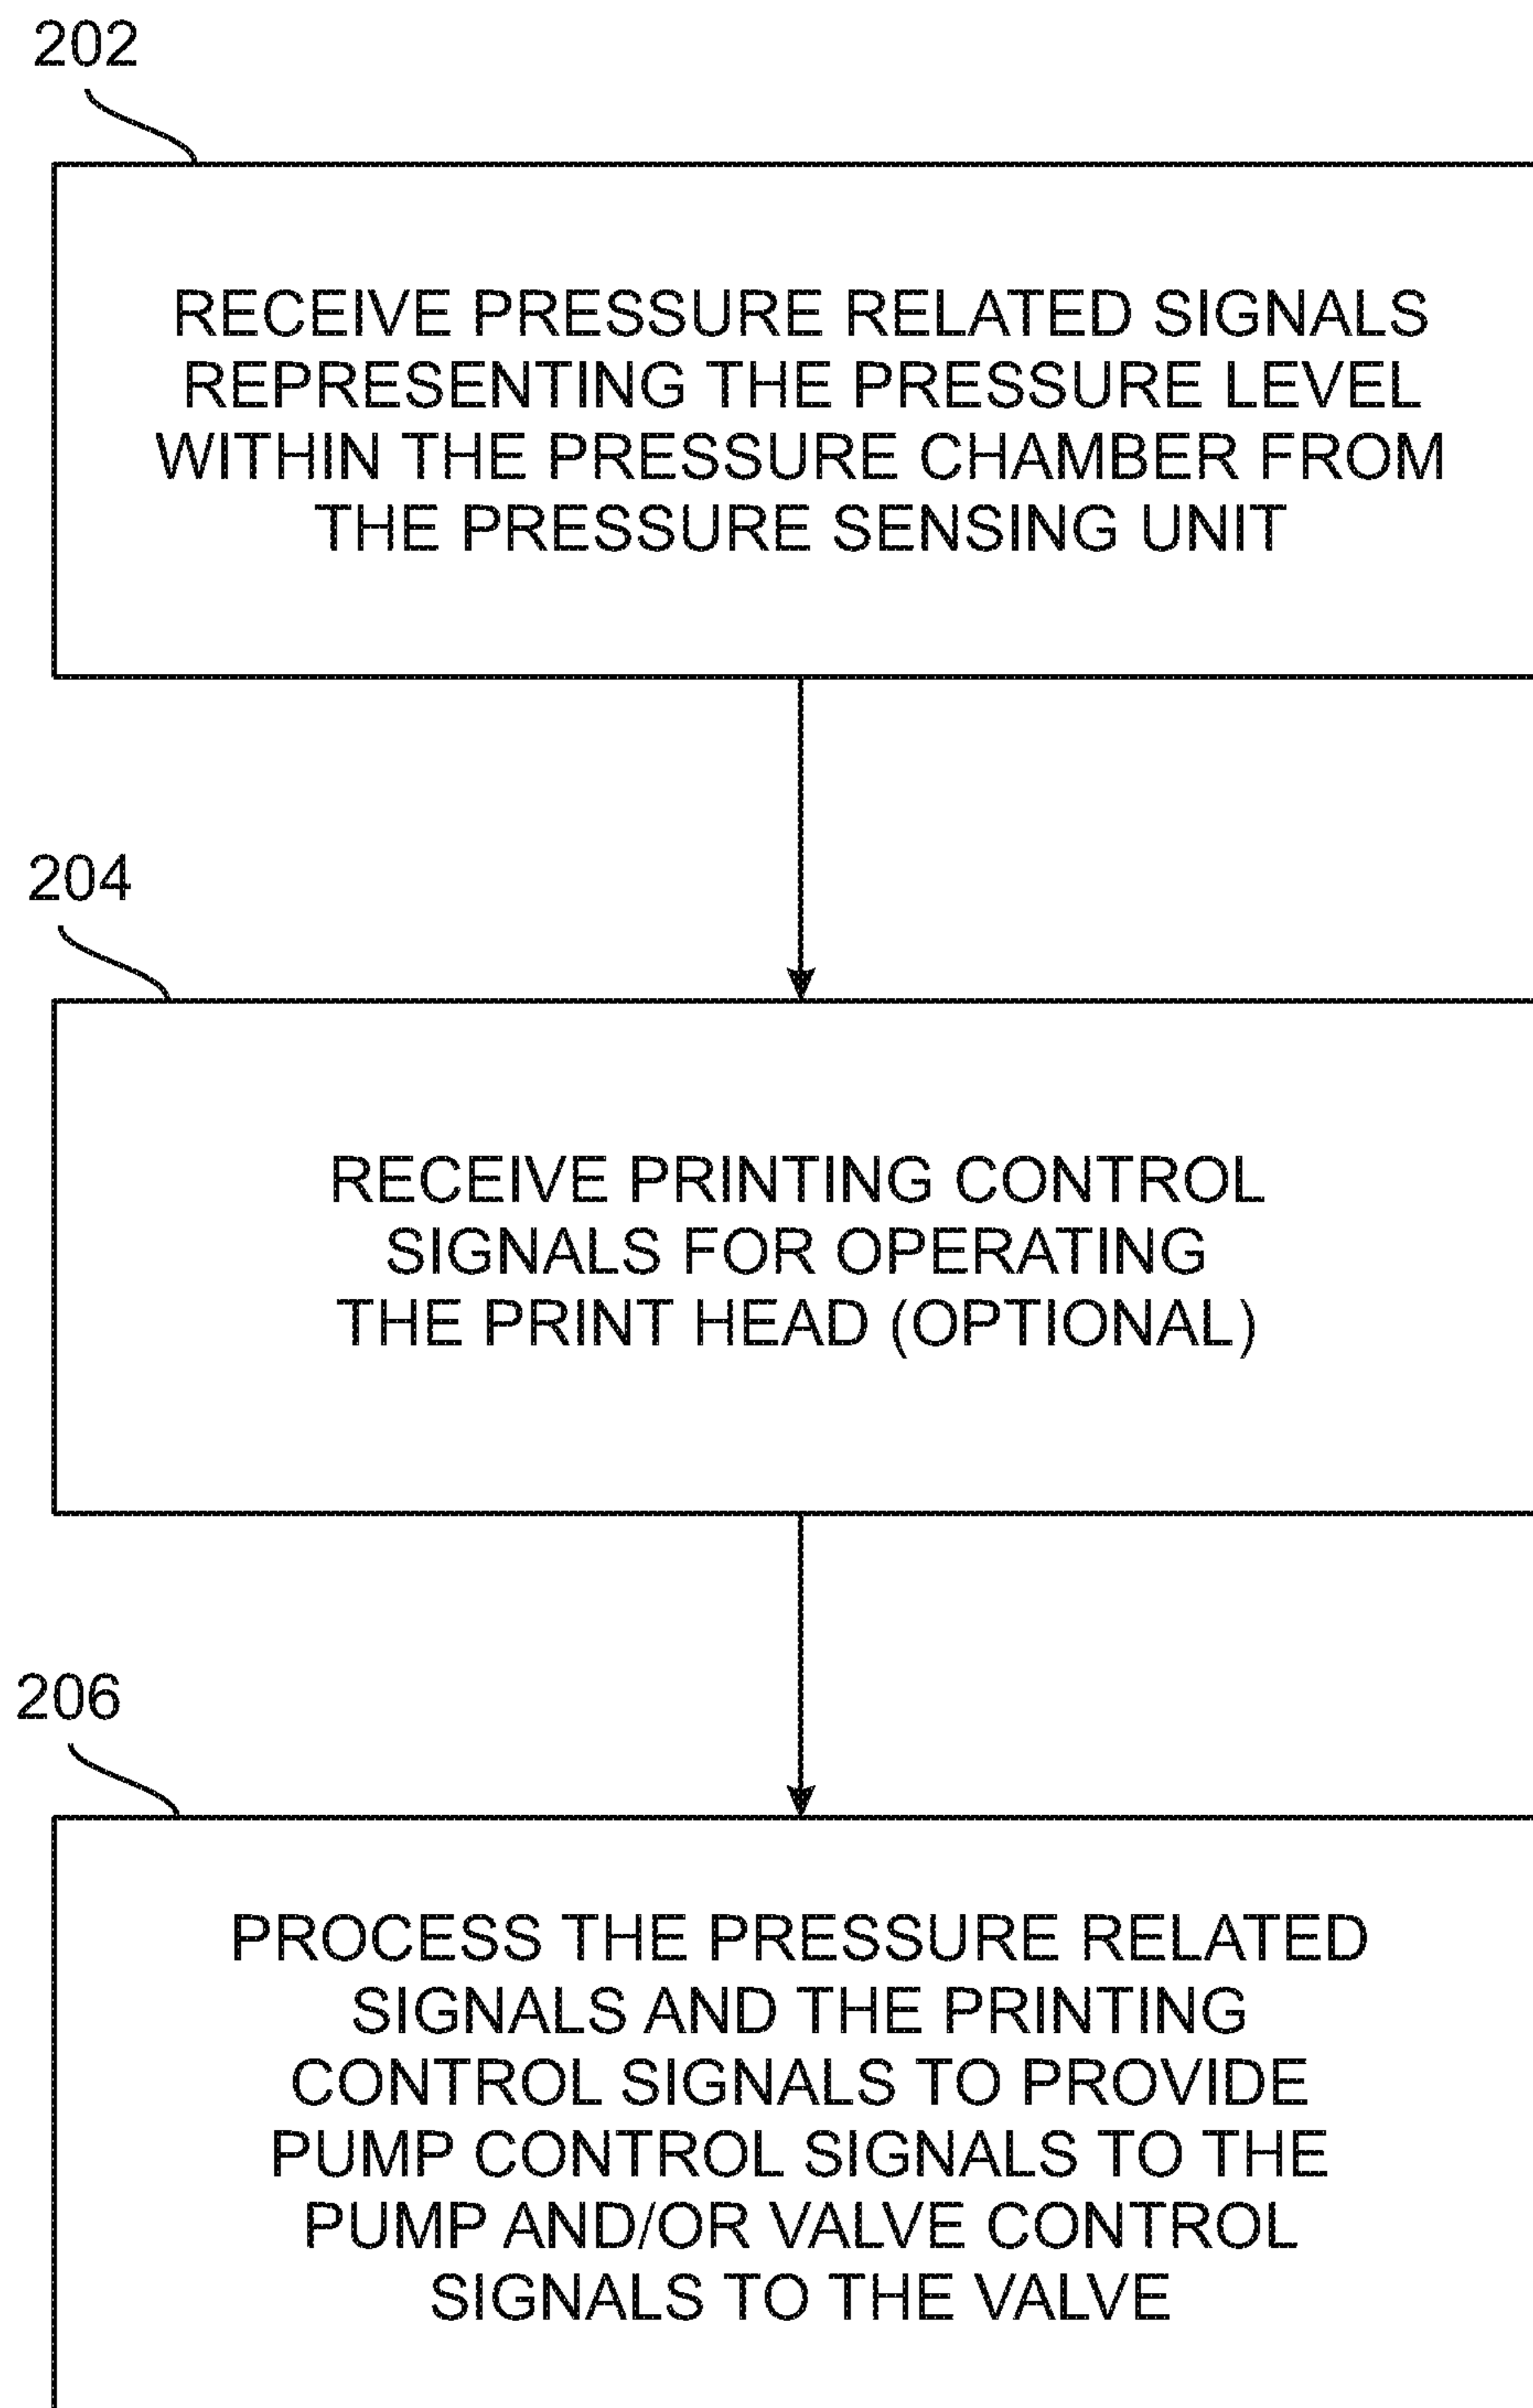 202
RECEIVE PRESSURE RELATED SIGNALS
REPRESENTING THE PRESSURE LEVEL
WITHIN THE PRESSURE CHAMBER FROM
THE PRESSURE SENSING UNIT
204
RECEIVE PRINTING CONTROL
SIGNALS FOR OPERATING
THE PRINT HEAD (OPTIONAL)
206
PROCESS THE PRESSURE RELATED
SIGNALS AND THE PRINTING
CONTROL SIGNALS TO PROVIDE
PUMP CONTROL SIGNALS TO THE
PUMP AND/OR VALVE CONTROL
SIGNALS TO THE VALVE